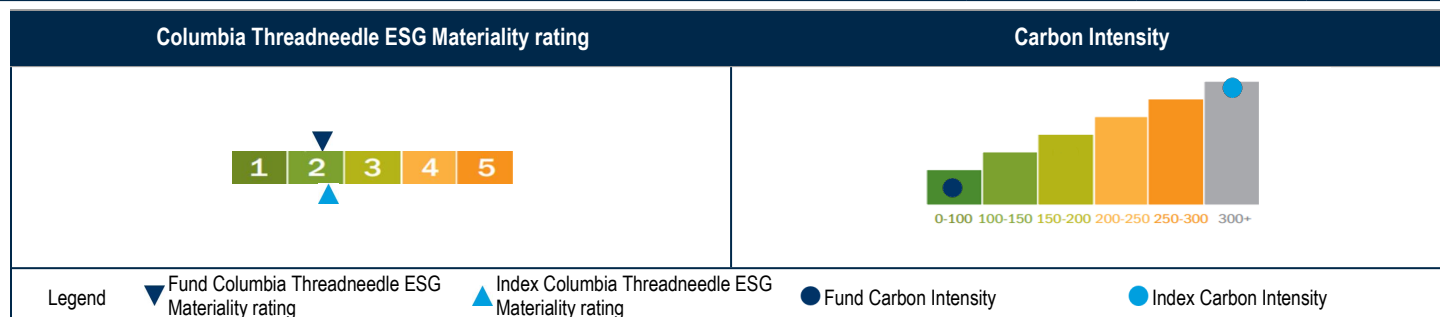 Columbia Threadneedle ESG Materiality rating
Carbon Intensity
1 2 3 4 5
0-100 100-150 150-200 200-250 250-300 300+
Legend
Fund Columbia Threadneedle ESG
Materiality rating
Index Columbia Threadneedle ESG
Materiality rating
Fund Carbon Intensity
Index Carbon Intensity